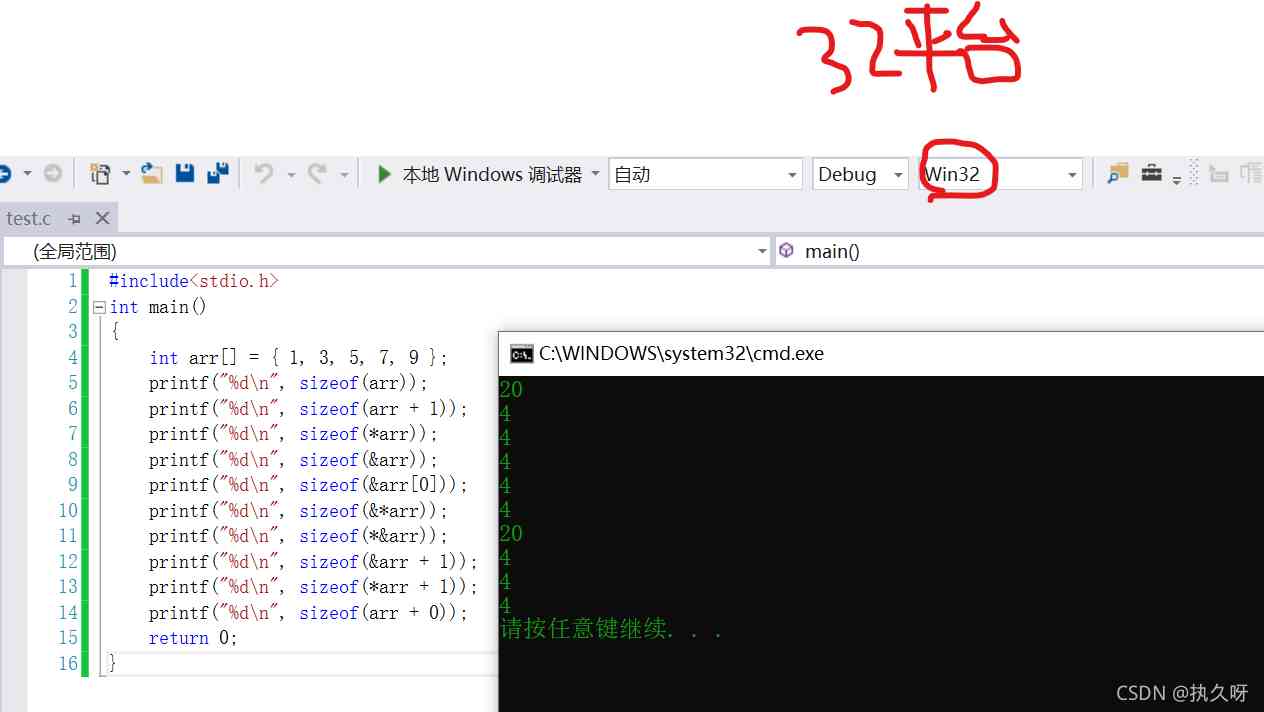 32平台
本地 Windows 调试器 自动 Debug Win32
test.c
(全局范围) main()
1 #include<stdio.h>
2 int main()
3 {
4 int arr[] = { 1, 3, 5, 7, 9 };
5 printf("%d\n", sizeof(arr));
6 printf("%d\n", sizeof(arr + 1));
7 printf("%d\n", sizeof(*arr));
8 printf("%d\n", sizeof(&arr));
9 printf("%d\n", sizeof(&arr[0]));
10 printf("%d\n", sizeof(&*arr));
11 printf("%d\n", sizeof(*&arr));
12 printf("%d\n", sizeof(&arr + 1));
13 printf("%d\n", sizeof(*arr + 1));
14 printf("%d\n", sizeof(arr + 0));
15 return 0;
16 }
C:\WINDOWS\system32\cmd.exe
20
4
4
4
4
4
20
4
4
4
请按任意键继续. . .
CSDN @执久呀